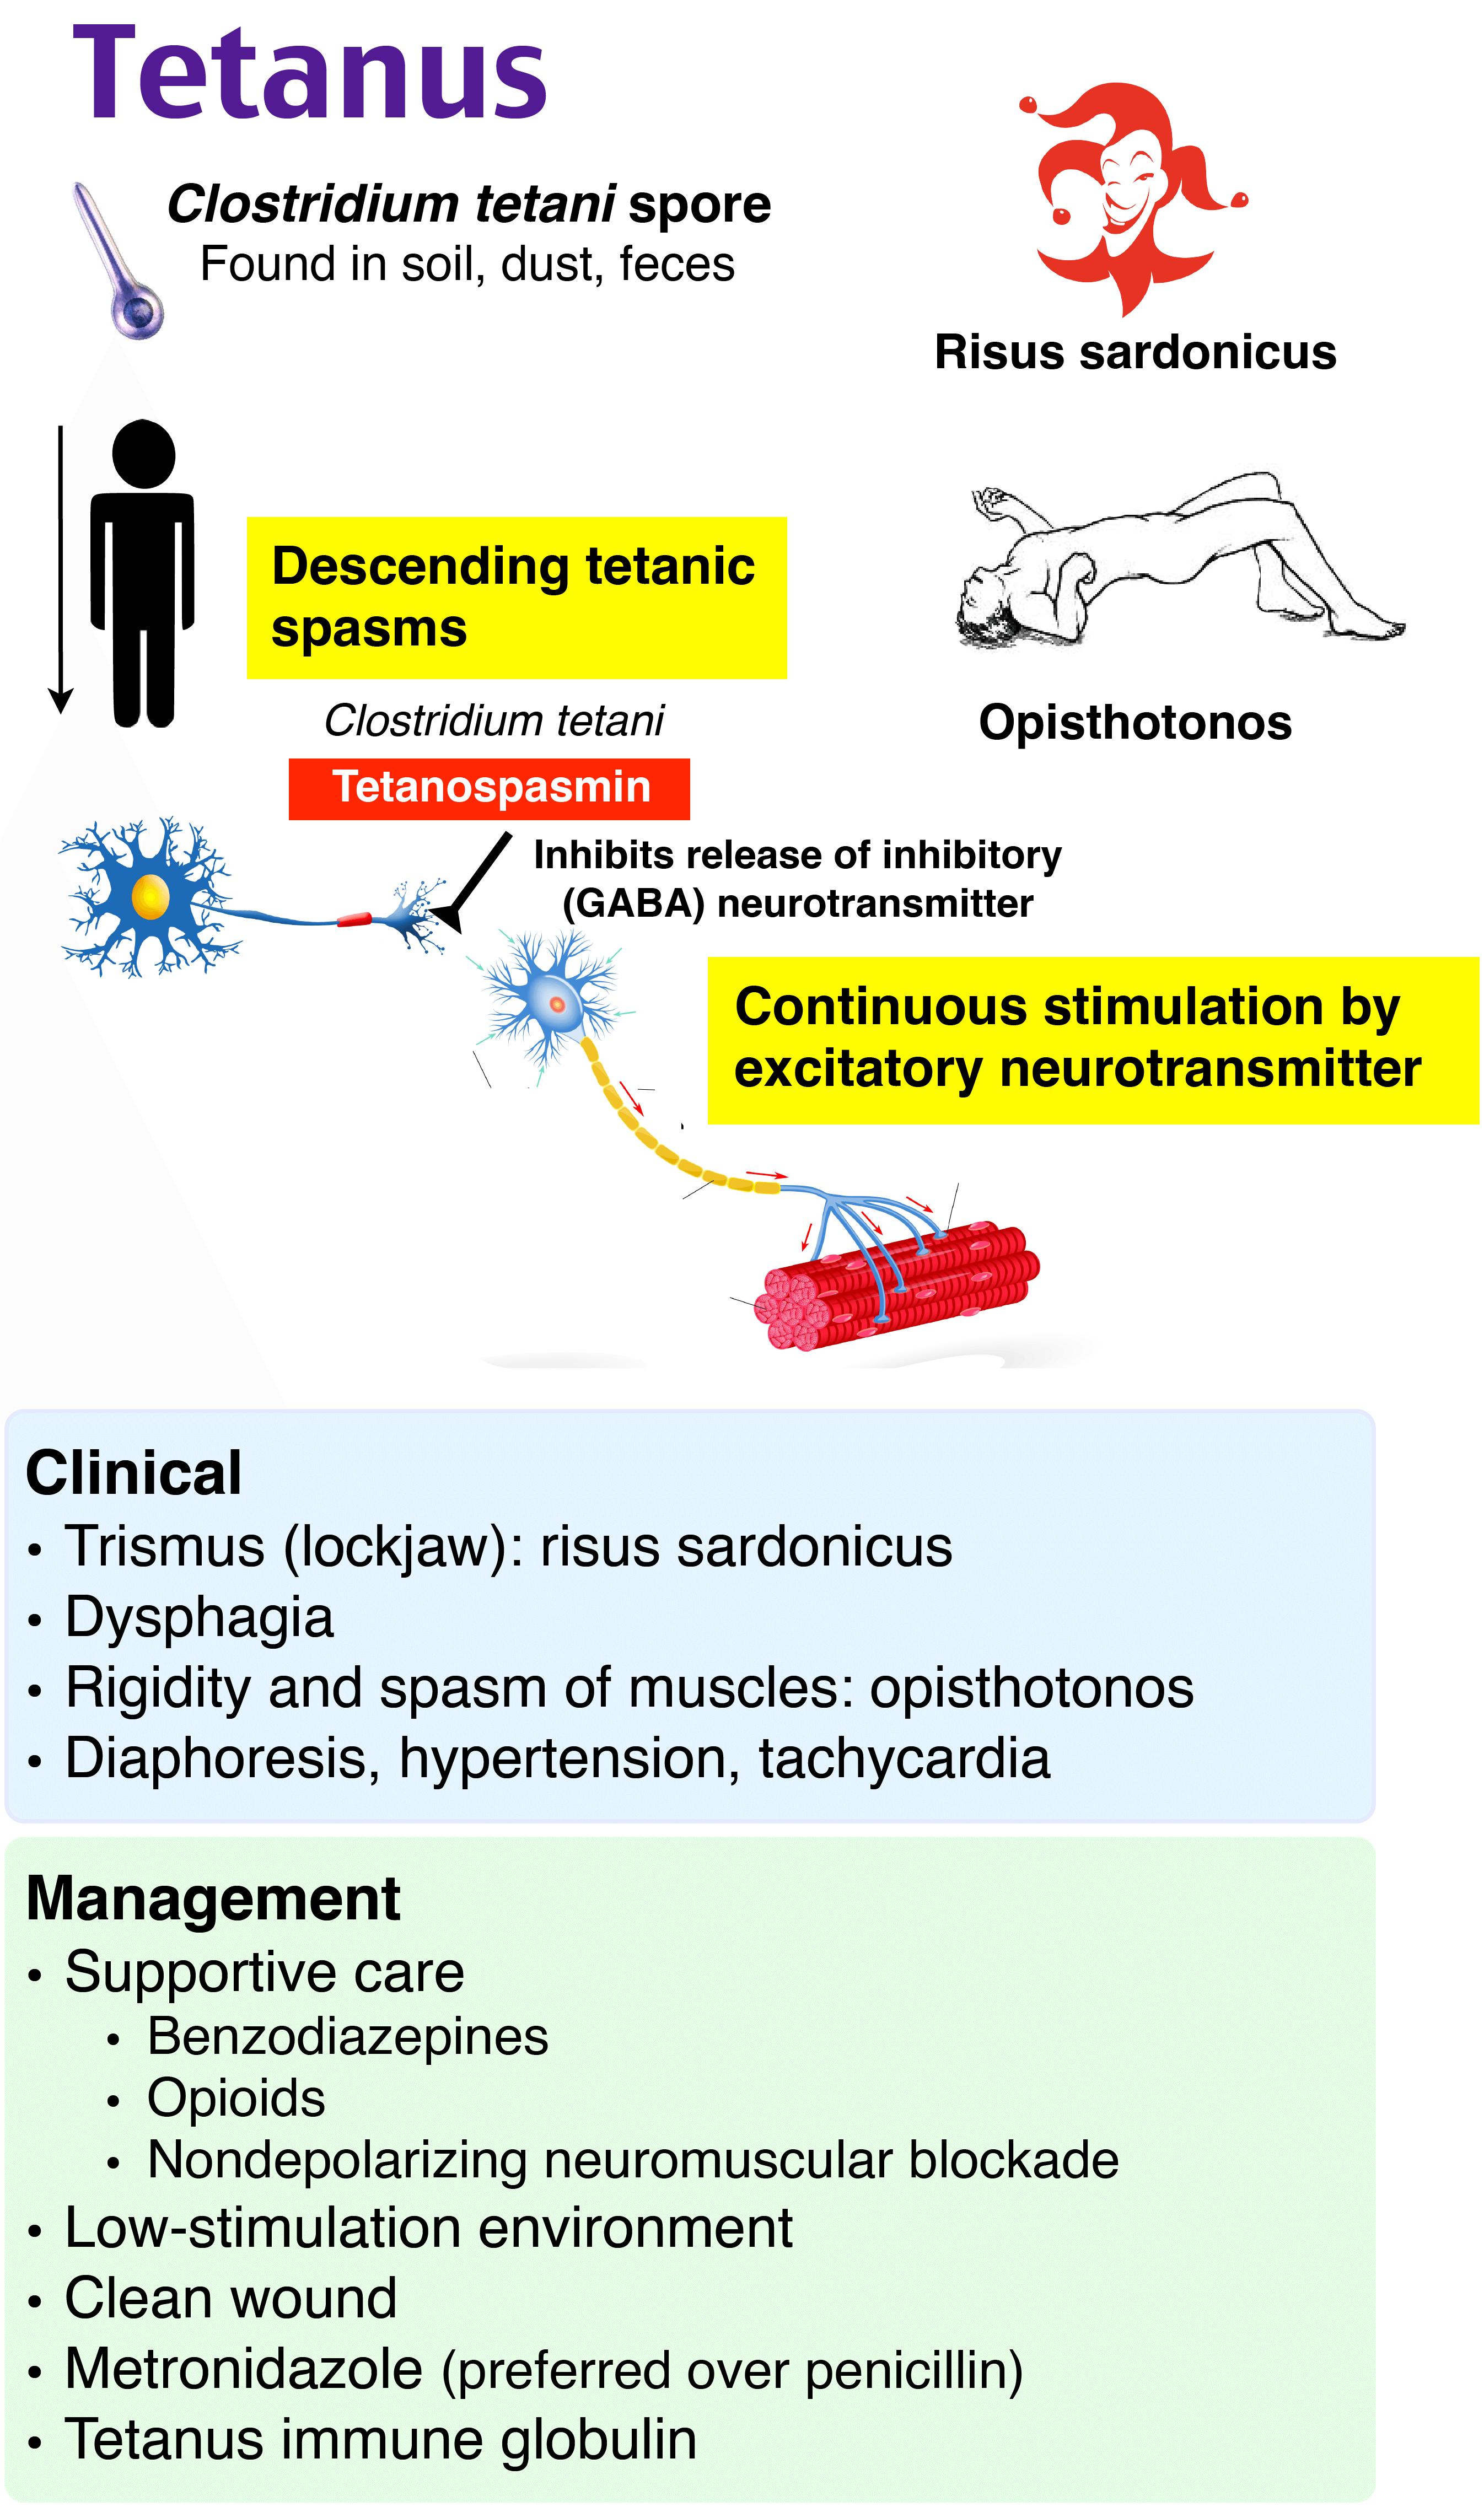 Tetanus
Clostridium tetani spore
Found in soil, dust, feces
Risus sardonicus
Descending tetanic
spasms
Opisthotonos
Clostridium tetani
Tetanospasmin
Inhibits release of inhibitory
(GABA) neurotransmitter
Continuous stimulation by
excitatory neurotransmitter
Clinical
• Trismus (lockjaw): risus sardonicus
• Dysphagia
• Rigidity and spasm of muscles: opisthotonos
• Diaphoresis, hypertension, tachycardia
Management
• Supportive care
• Benzodiazepines
• Opioids
• Nondepolarizing neuromuscular blockade
• Low-stimulation environment
• Clean wound
• Metronidazole (preferred over penicillin)
• Tetanus immune globulin